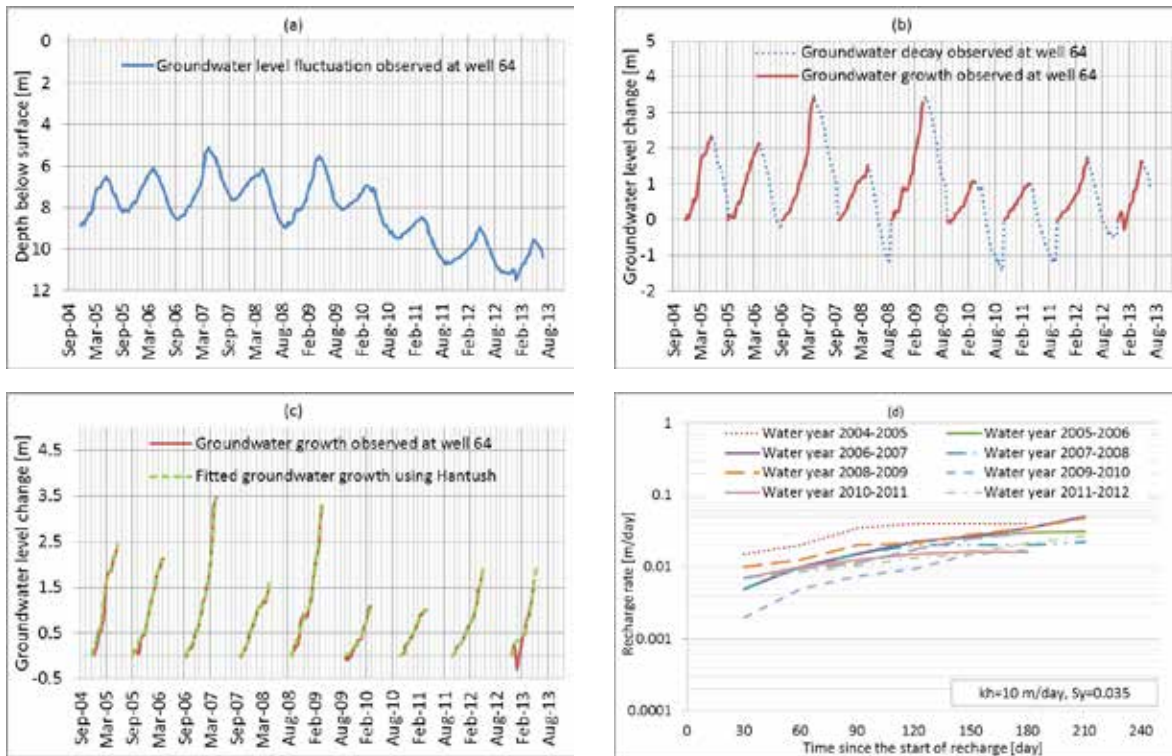 (a)
Depth below surface [m]
0
2
4
6
8
10
12
Groundwater level fluctuation observed at well 64
Sep-04
Mar-05
Sep-05
Mar-06
Sep-06
Mar-07
Sep-07
Mar-08
Aug-08
Feb-09
Aug-09
Feb-10
Aug-10
Feb-11
Aug-11
Feb-12
Aug-12
Feb-13
Aug-13
(b)
Groundwater level change [m]
5
4
3
2
1
0
-1
-2
Groundwater decay observed at well 64
Groundwater growth observed at well 64
Sep-04
Mar-05
Sep-05
Mar-06
Sep-06
Mar-07
Sep-07
Mar-08
Aug-08
Feb-09
Aug-09
Feb-10
Aug-10
Feb-11
Aug-11
Feb-12
Aug-12
Feb-13
Aug-13
(c)
Groundwater level change [m]
4.5
3.5
2.5
1.5
0.5
-0.5
Groundwater growth observed at well 64
Fitted groundwater growth using Hantush
Sep-04
Mar-05
Sep-05
Mar-06
Sep-06
Mar-07
Sep-07
Mar-08
Aug-08
Feb-09
Aug-09
Feb-10
Aug-10
Feb-11
Aug-11
Feb-12
Aug-12
Feb-13
Aug-13
(d)
Recharge rate [m/day]
1
0.1
0.01
0.001
0.0001
Water year 2004-2005 Water year 2005-2006
Water year 2006-2007 Water year 2007-2008
Water year 2008-2009 Water year 2009-2010
Water year 2010-2011 Water year 2011-2012
kh=10 m/day, Sy=0.035
0 30 60 90 120 150 180 210 240
Time since the start of recharge [day]